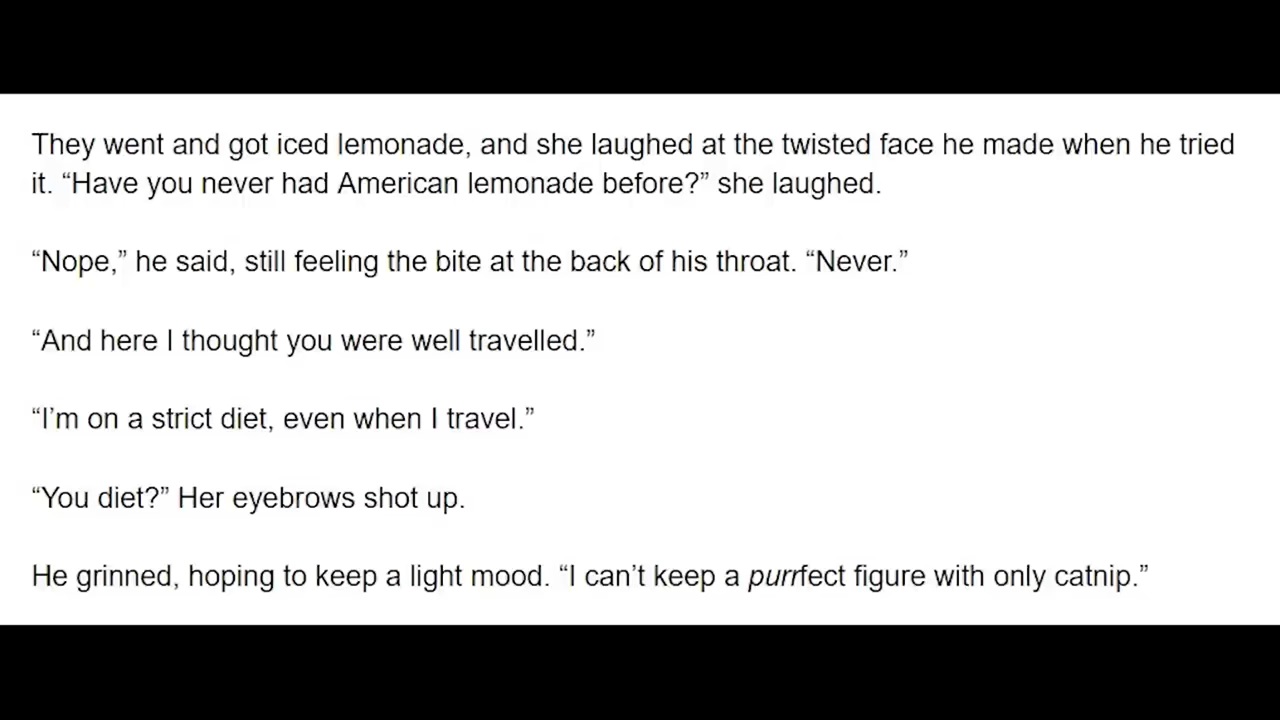 They went and got iced lemonade, and she laughed at the twisted face he made when he tried
it. “Have you never had American lemonade before?” she laughed.
“Nope,” he said, still feeling the bite at the back of his throat. “Never.”
“And here I thought you were well travelled.”
“I’m on a strict diet, even when I travel.”
“You diet?” Her eyebrows shot up.
He grinned, hoping to keep a light mood. “I can’t keep a purrfect figure with only catnip.”